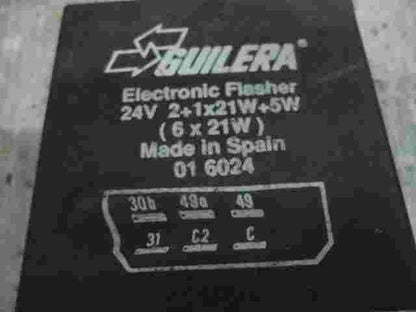 GUILERA®
Electronic Flasher
24V 2+1x21W+5W
(6 x 21W)
Made in Spain
01 6024
30b 49a 49
31 C2 C